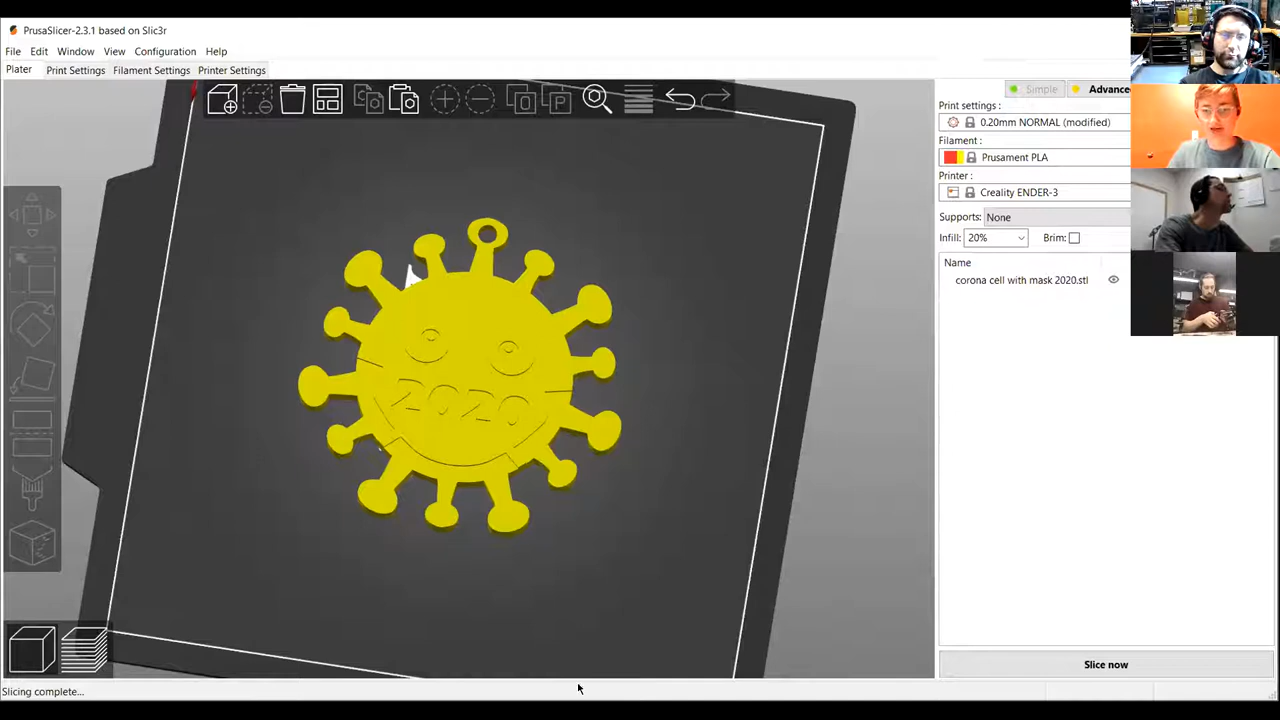 PrusaSlicer-2.3.1 based on Slic3r
File Edit Window View Configuration Help
Plater Print Settings Filament Settings Printer Settings
Simple Advanced
Print settings :
0.20mm NORMAL (modified)
Filament :
Prusament PLA
Printer :
Creality ENDER-3
Supports: None
Infill: 20% Brim:
Name
corona cell with mask 2020.stl
2020
Slice now
Slicing complete...